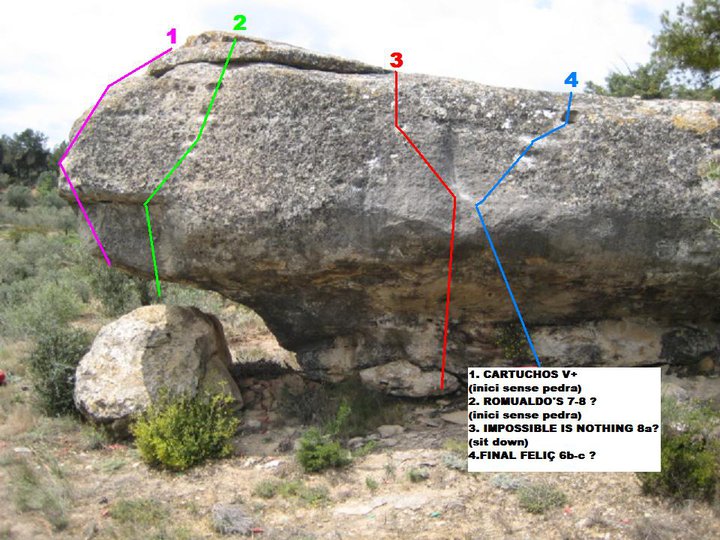 1
2
3
4
1. CARTUCHOS V+
(inici sense pedra)
2. ROMUALDO'S 7-8 ?
(inici sense pedra)
3. IMPOSSIBLE IS NOTHING 8a?
(sit down)
4.FINAL FELIÇ 6b-c ?